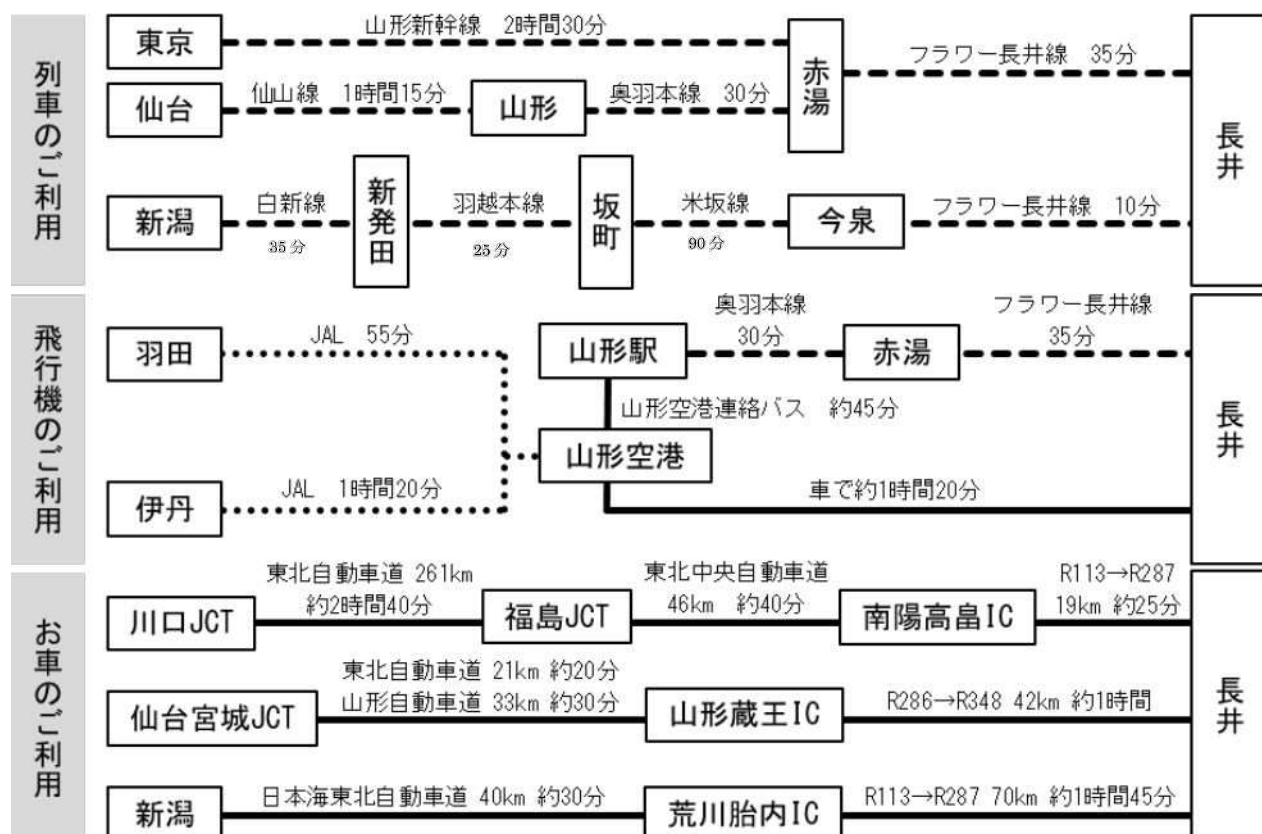 列車のご利用
東京
山形新幹線 2時間30分
赤湯
フラワー長井線 35分
長井
仙台
仙山線 1時間15分
山形
奥羽本線 30分
新潟
白新線
35分
新発田
羽越本線
25分
坂町
米坂線
90分
今泉
フラワー長井線 10分
飛行機のご利用
羽田
JAL 55分
山形駅
奥羽本線
30分
赤湯
フラワー長井線
35分
長井
山形空港連絡バス 約45分
山形空港
伊丹
JAL 1時間20分
車で約1時間20分
お車のご利用
川口JCT
東北自動車道 261km
約2時間40分
福島JCT
東北中央自動車道
46km 約40分
南陽高畠IC
R113→R287
19km 約25分
長井
仙台宮城JCT
東北自動車道 21km 約20分
山形自動車道 33km 約30分
山形蔵王IC
R286→R348 42km 約1時間
新潟
日本海東北自動車道 40km 約30分
荒川胎内IC
R113→R287 70km 約1時間45分